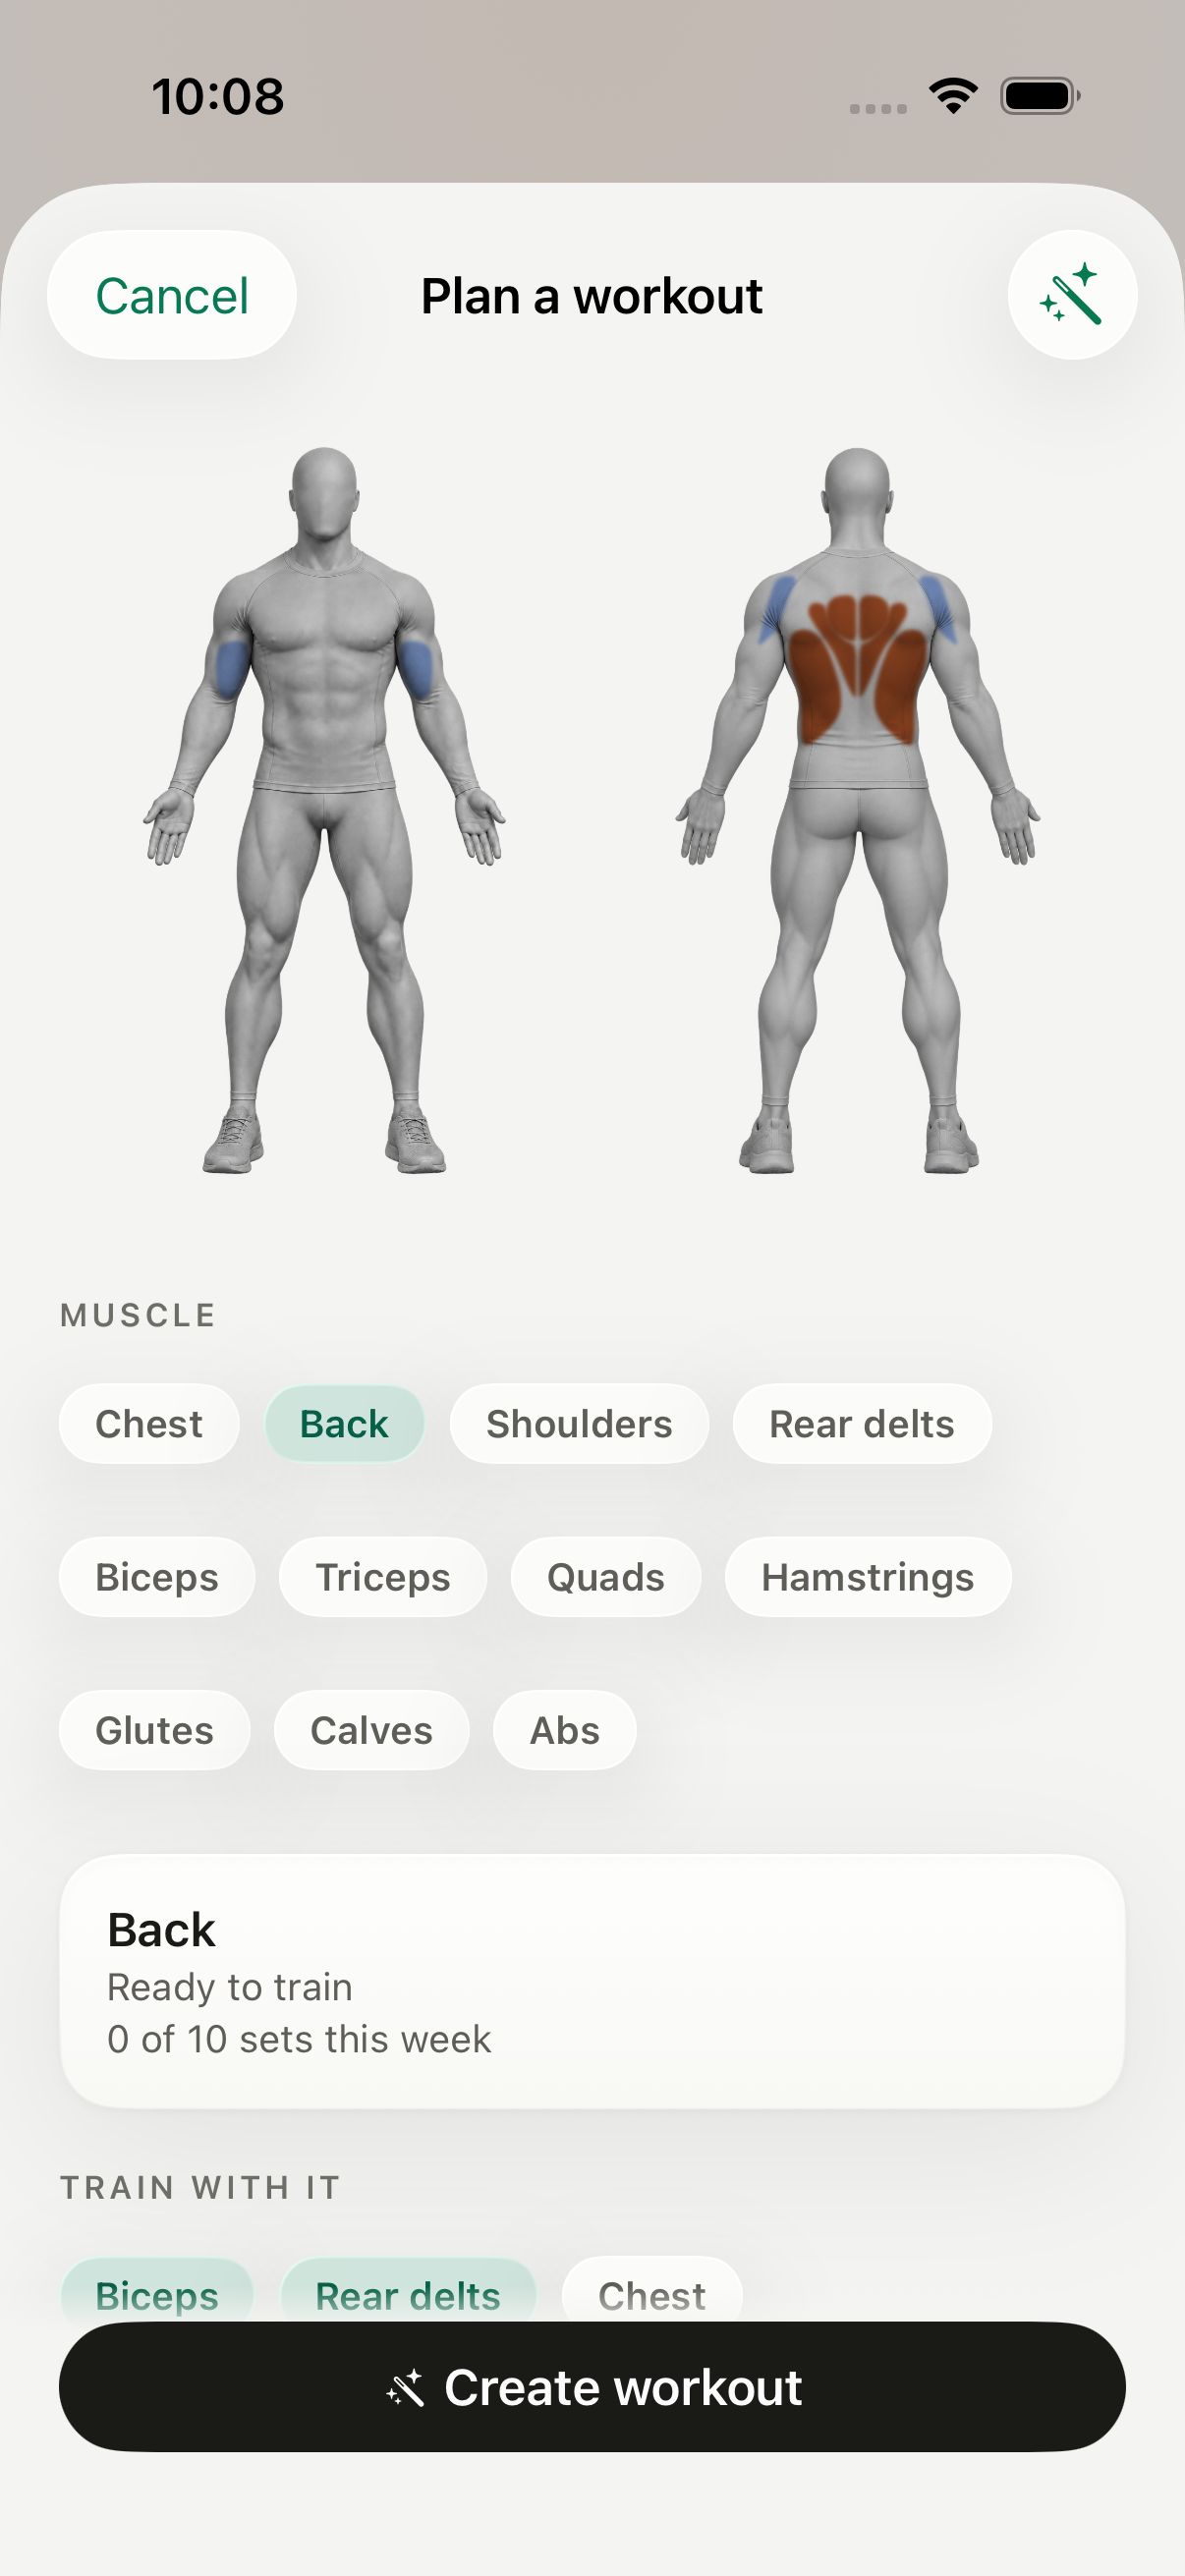 10:08
Cancel
Plan a workout
MUSCLE
Chest
Back
Shoulders
Rear delts
Biceps
Triceps
Quads
Hamstrings
Glutes
Calves
Abs
Back
Ready to train
0 of 10 sets this week
TRAIN WITH IT
Biceps
Rear delts
Chest
Create workout